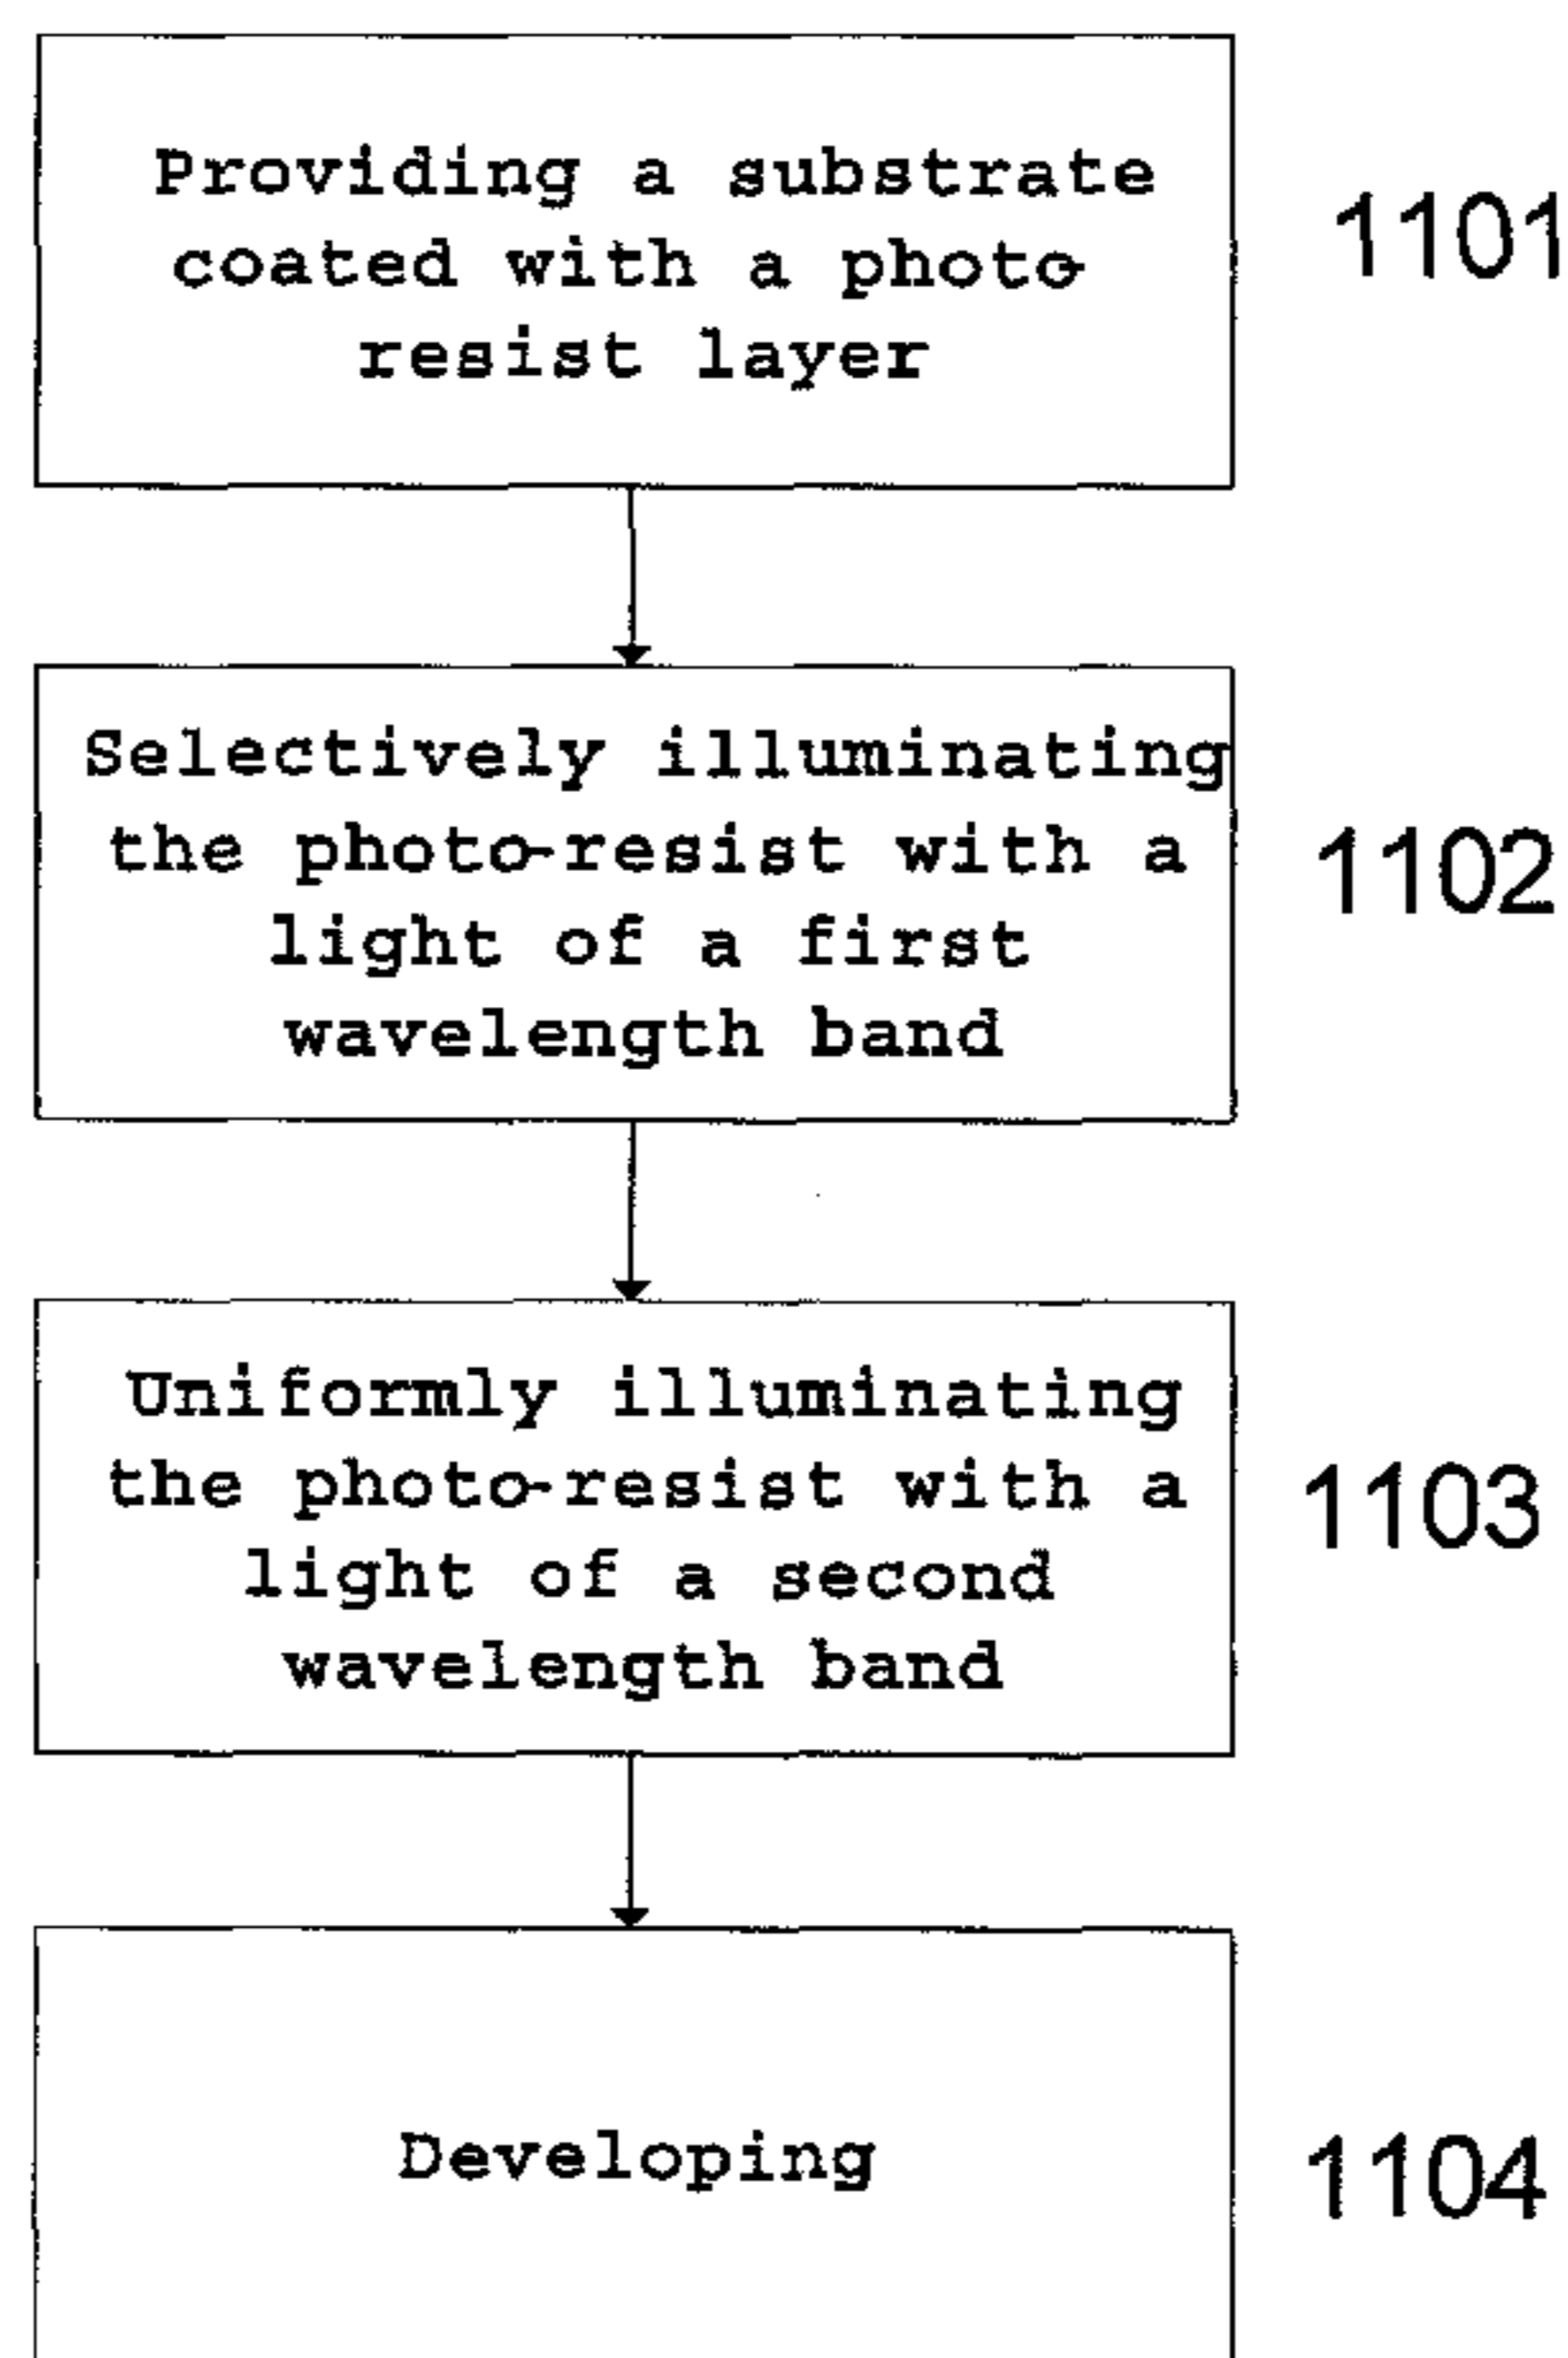 Providing a substrate
coated with a photo-
resist layer
1101
Selectively illuminating
the photo-resist with a
light of a first
wavelength band
1102
Uniformly illuminating
the photo-resist with a
light of a second
wavelength band
1103
Developing
1104